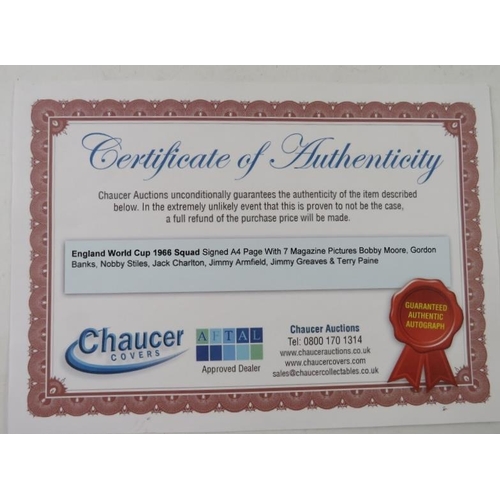 Certificate of Authenticity
Chaucer Auctions unconditionally guarantees the authenticity of the item described
below. In the extremely unlikely event that this is proven to not be the case,
a full refund of the purchase price will be made.
England World Cup 1966 Squad Signed A4 Page With 7 Magazine Pictures Bobby Moore, Gordon
Banks, Nobby Stiles, Jack Charlton, Jimmy Armfield, Jimmy Greaves & Terry Paine
Chaucer
COVERS
AFTAL
Approved Dealer
Chaucer Auctions
Tel: 0800 170 1314
www.chaucerauctions.co.uk
www.chaucercovers.com
sales@chaucercollectables.co.uk
GUARANTEED
AUTHENTIC
AUTOGRAPH